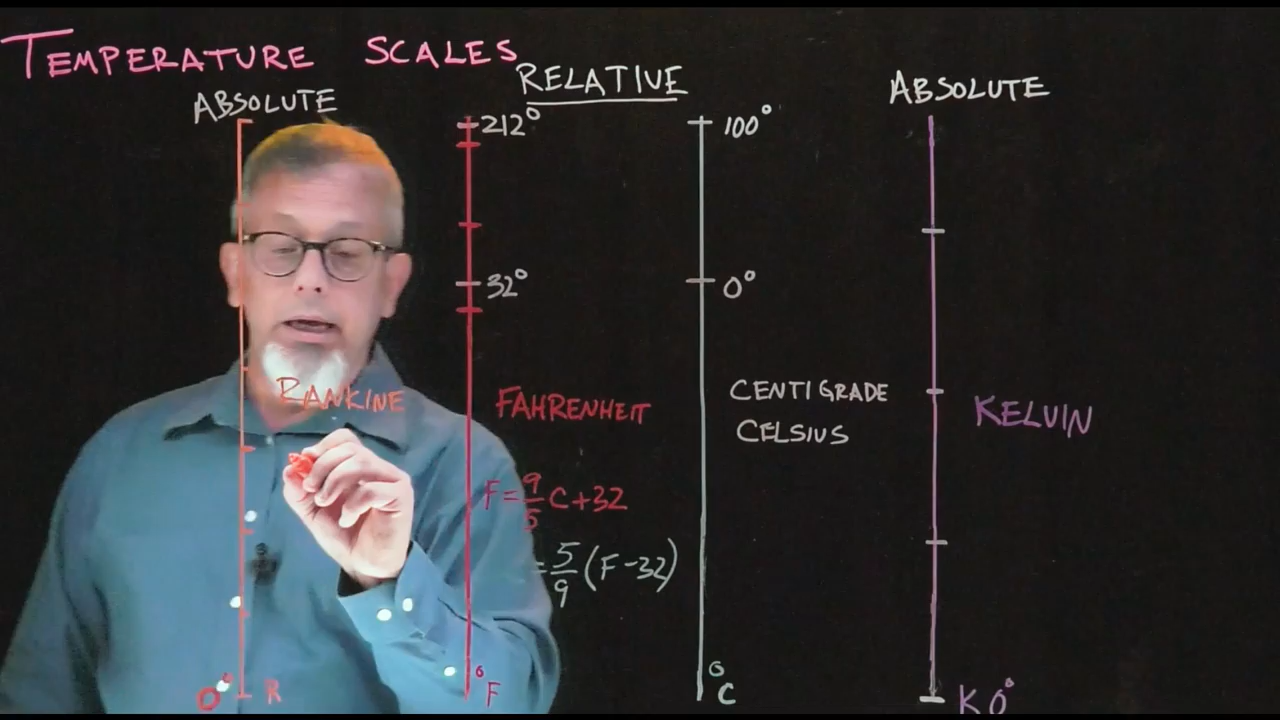 TEMPERATURE SCALES
ABSOLUTE
RELATIVE
ABSOLUTE
212°
100°
32°
0°
RANKINE
FAHRENHEIT
CENTIGRADE
CELSIUS
KELVIN
F=9/5 C+32
=5/9 (F-32)
0° R
°F
°C
K 0°